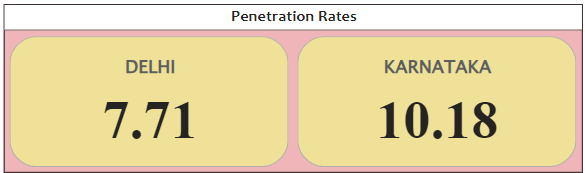 Penetration Rates
DELHI
7.71
KARNATAKA
10.18